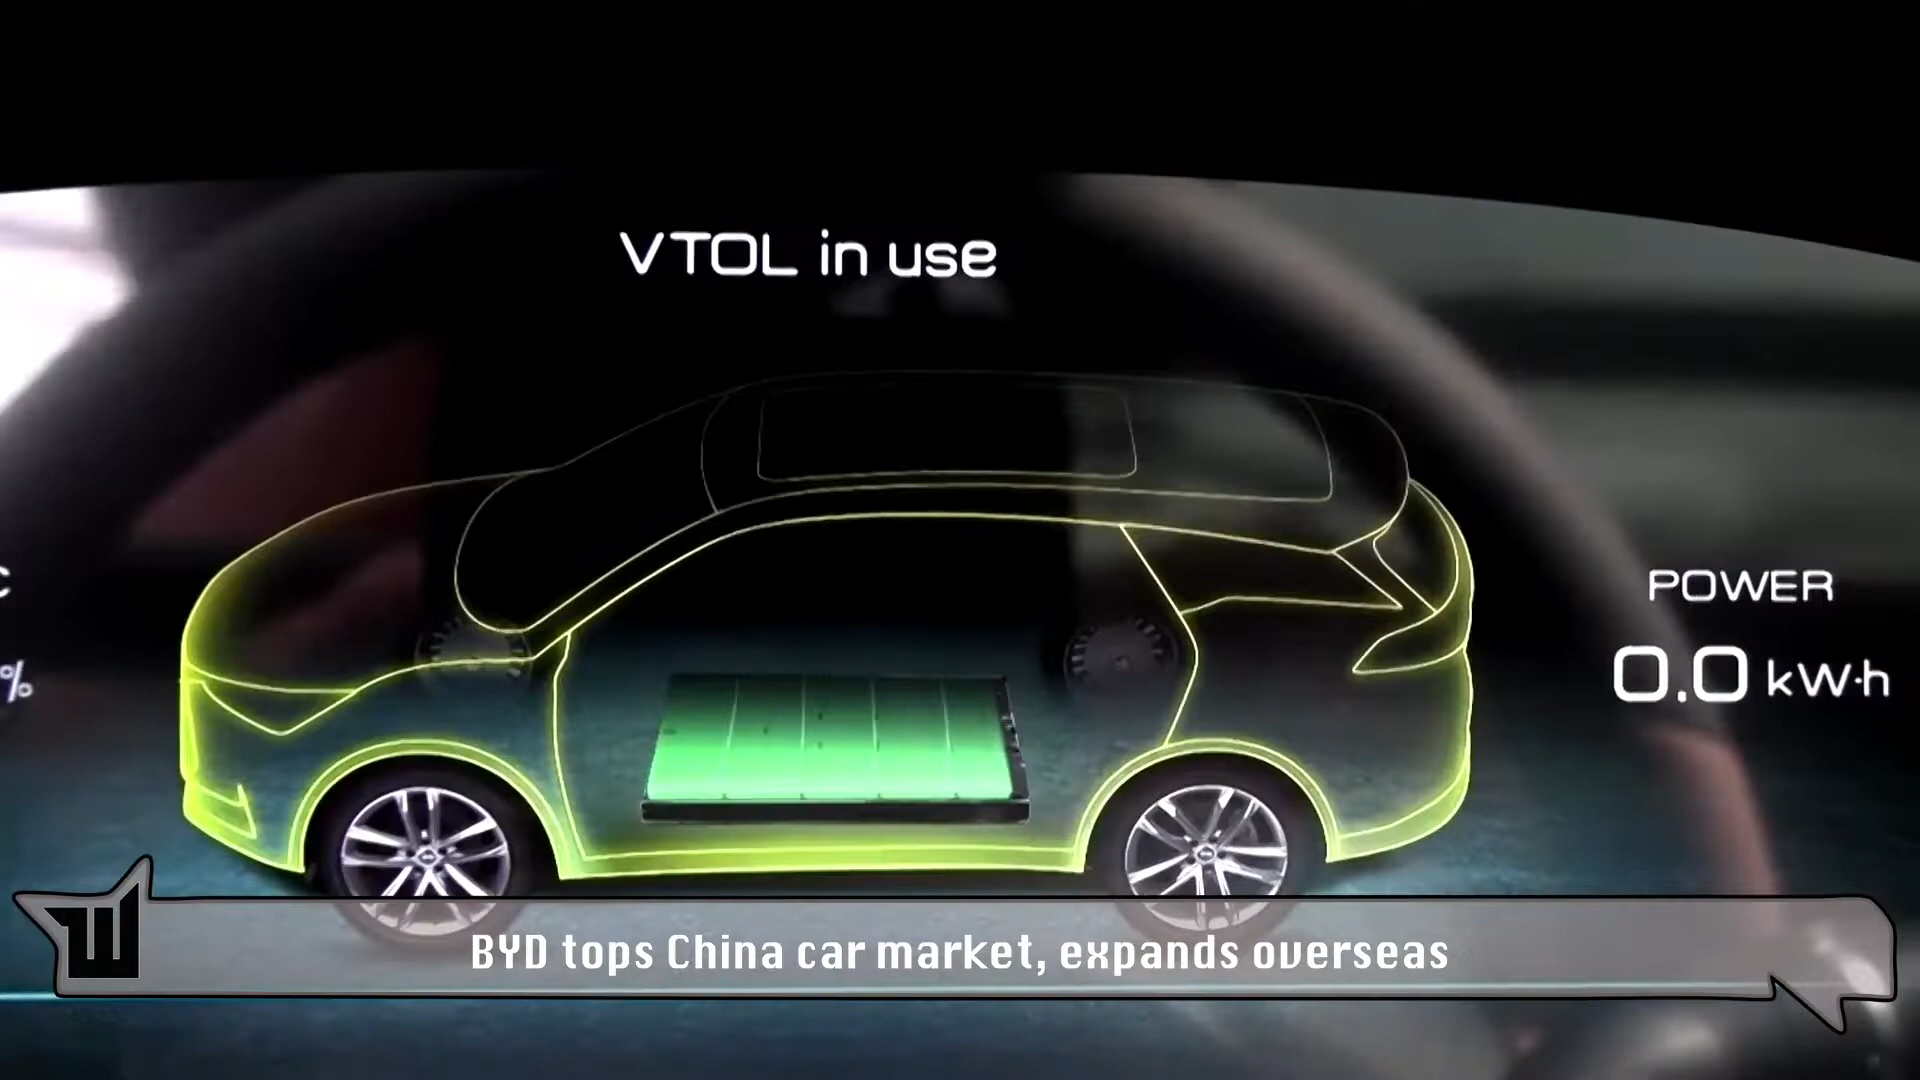 VTOL in use
C
POWER
%
0.0 kW·h
BYD tops China car market, expands overseas